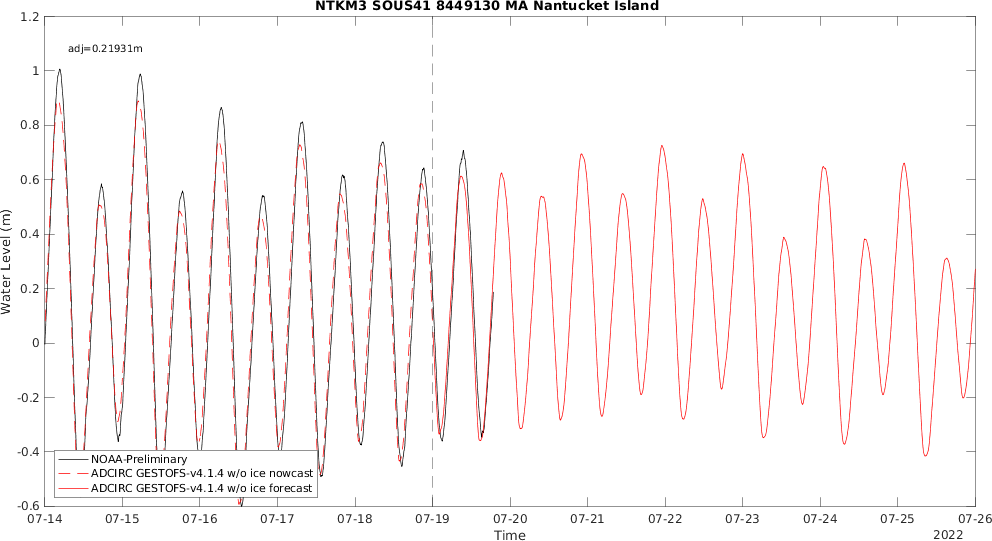 NTKM3 SOUS41 8449130 MA Nantucket Island
1.2
1
0.8
0.6
0.4
0.2
0
-0.2
-0.4
-0.6
Water Level (m)
adj=0.21931m
NOAA-Preliminary
ADCIRC GESTOFS-v4.1.4 w/o ice nowcast
ADCIRC GESTOFS-v4.1.4 w/o ice forecast
07-14 07-15 07-16 07-17 07-18 07-19 07-20 07-21 07-22 07-23 07-24 07-25 07-26
Time
2022